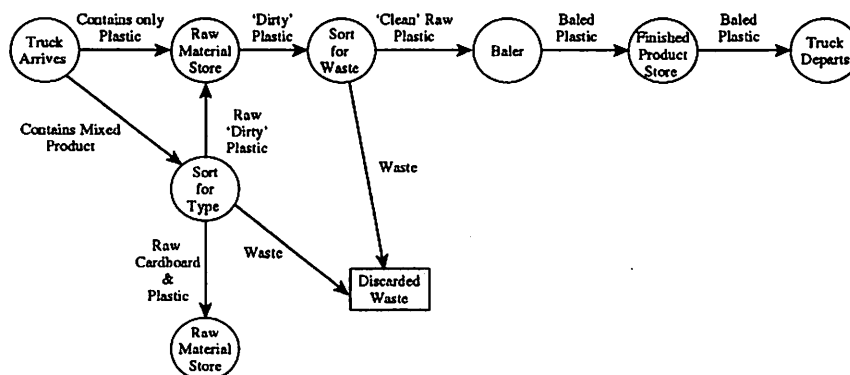 Truck
Arrives
Contains only
Plastic
Raw
Material
Store
‘Dirty’
Plastic
Sort
for
Waste
‘Clean’ Raw
Plastic
Baler
Baled
Plastic
Finished
Product
Store
Baled
Plastic
Truck
Departs
Contains Mixed
Product
Raw
‘Dirty’
Plastic
Sort
for
Type
Waste
Waste
Raw
Cardboard
&
Plastic
Discarded
Waste
Raw
Material
Store